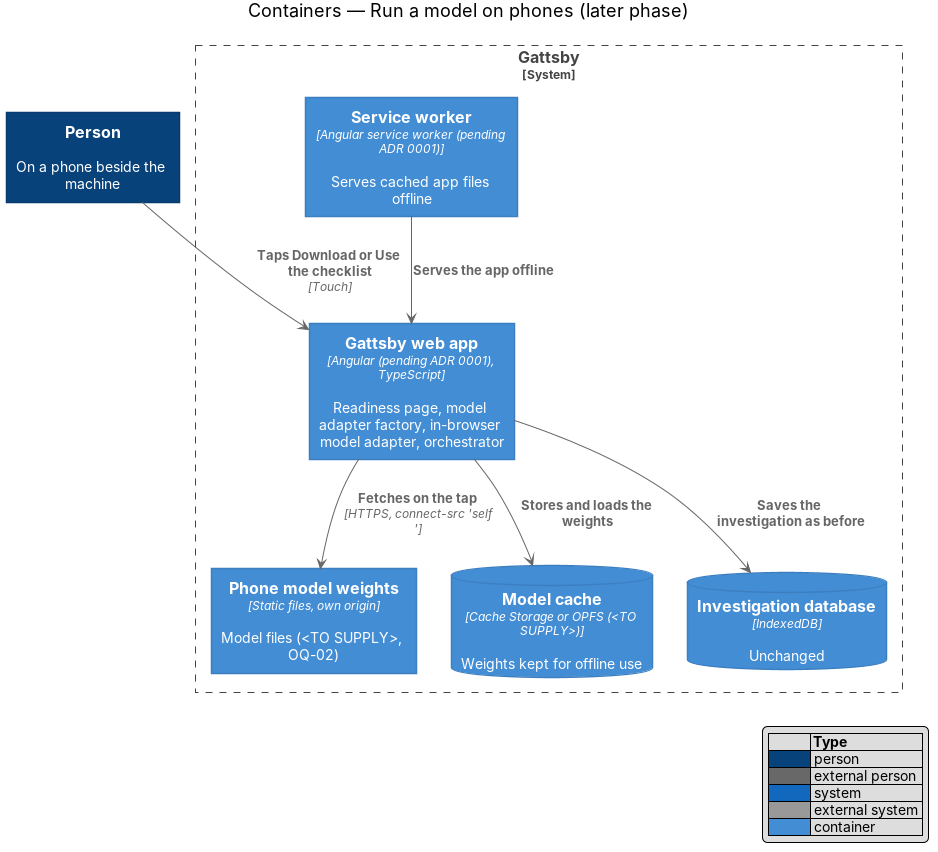 Containers — Run a model on phones (later phase)
Gattsby
[System]
Person
On a phone beside the
machine
Service worker
[Angular service worker (pending
ADR 0001)]
Serves cached app files
offline
Taps Download or Use
the checklist
[Touch]
Serves the app offline
Gattsby web app
[Angular (pending ADR 0001),
TypeScript]
Readiness page, model
adapter factory, in-browser
model adapter, orchestrator
Fetches on the tap
[HTTPS, connect-src 'self
']
Stores and loads the
weights
Saves the
investigation as before
Phone model weights
[Static files, own origin]
Model files (<TO SUPPLY>,
OQ-02)
Model cache
[Cache Storage or OPFS (<TO
SUPPLY>)]
Weights kept for offline use
Investigation database
[IndexedDB]
Unchanged
Type
person
external person
system
external system
container